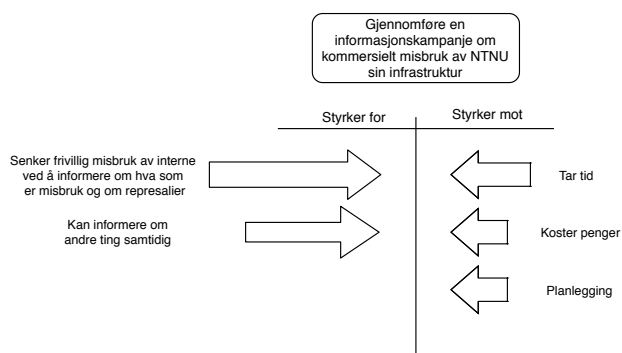 Gjennomføre en
informasjonskampanje om
kommersielt misbruk av NTNU
sin infrastruktur
Styrker for
Styrker mot
Senker frivillig misbruk av interne
ved å informere om hva som
er misbruk og om represalier
Tar tid
Kan informere om
andre ting samtidig
Koster penger
Planlegging